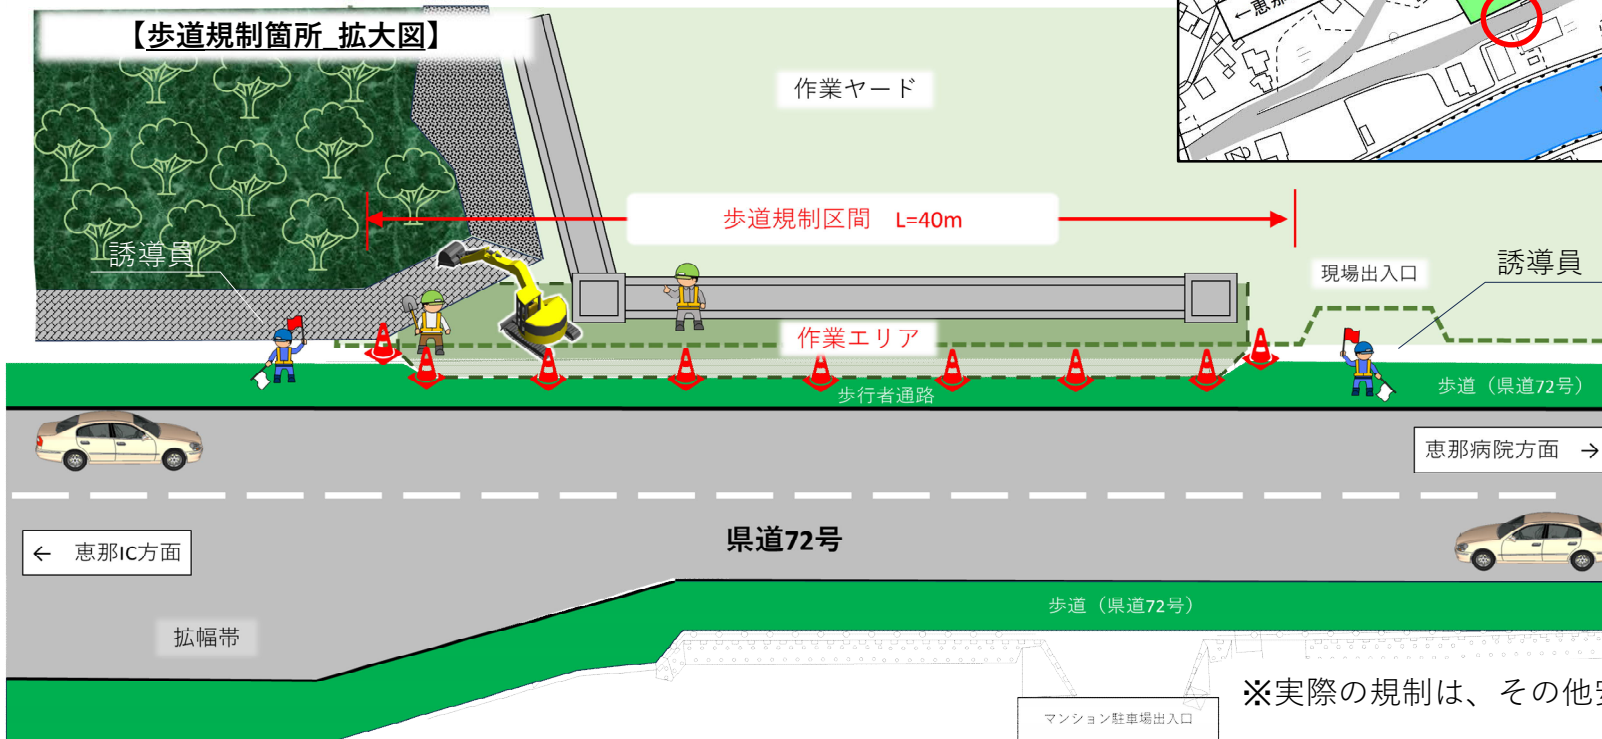 【歩道規制箇所_拡大図】
←恵那
作業ヤード
歩道規制区間 L=40m
誘導員
現場出入口
誘導員
作業エリア
歩行者通路
歩道（県道72号）
恵那病院方面 →
県道72号
← 恵那IC方面
歩道（県道72号）
拡幅帯
※実際の規制は、その他
マンション駐車場出入口